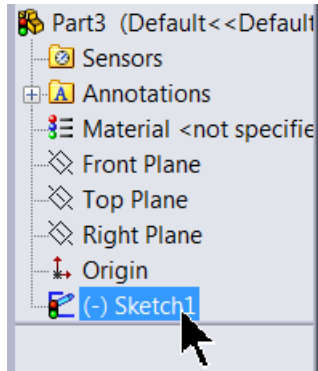 Part3 (Default<<Default
Sensors
Annotations
Material <not specifie
Front Plane
Top Plane
Right Plane
Origin
(-) Sketch1